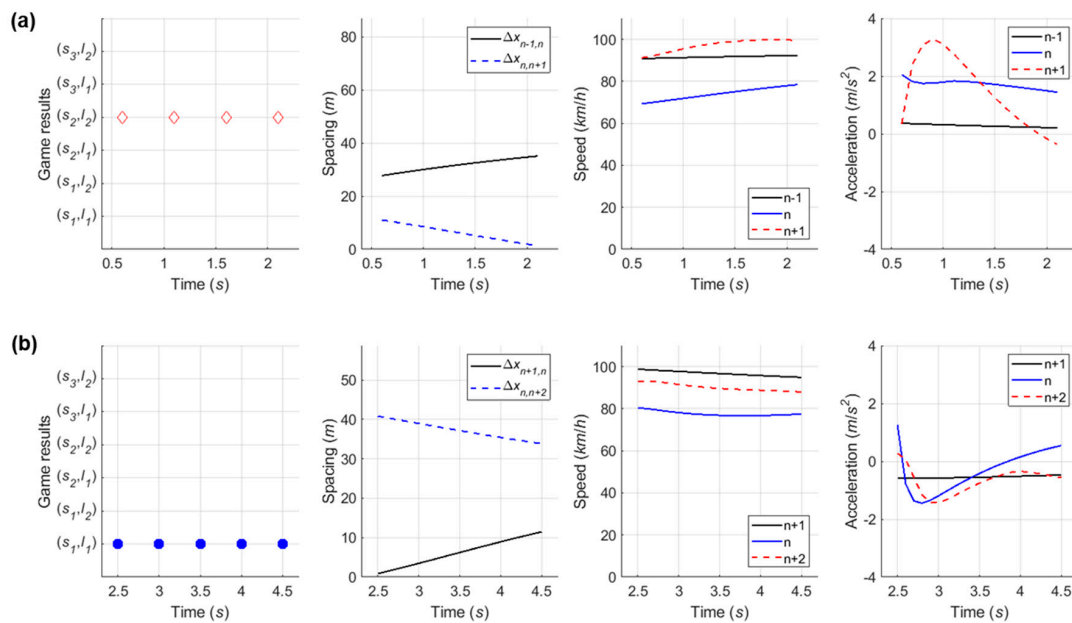 (a)
Game results
(s₃,l₂)
(s₃,l₁)
(s₂,l₂)
(s₂,l₁)
(s₁,l₂)
(s₁,l₁)
0.5 1 1.5 2
Time (s)
Spacing (m)
80
60
40
20
0
Δxₙ₋₁,ₙ
Δxₙ,ₙ₊₁
0.5 1 1.5 2
Time (s)
Speed (km/h)
100
80
60
40
20
0
n-1
n
n+1
0.5 1 1.5 2
Time (s)
Acceleration (m/s²)
4
2
0
-2
-4
n-1
n
n+1
0.5 1 1.5 2
Time (s)
(b)
Game results
(s₃,l₂)
(s₃,l₁)
(s₂,l₂)
(s₂,l₁)
(s₁,l₂)
(s₁,l₁)
2.5 3 3.5 4 4.5
Time (s)
Spacing (m)
50
40
30
20
10
0
Δxₙ₊₁,ₙ
Δxₙ,ₙ₊₂
2.5 3 3.5 4 4.5
Time (s)
Speed (km/h)
100
80
60
40
20
0
n+1
n
n+2
2.5 3 3.5 4 4.5
Time (s)
Acceleration (m/s²)
4
2
0
-2
-4
n+1
n
n+2
2.5 3 3.5 4 4.5
Time (s)